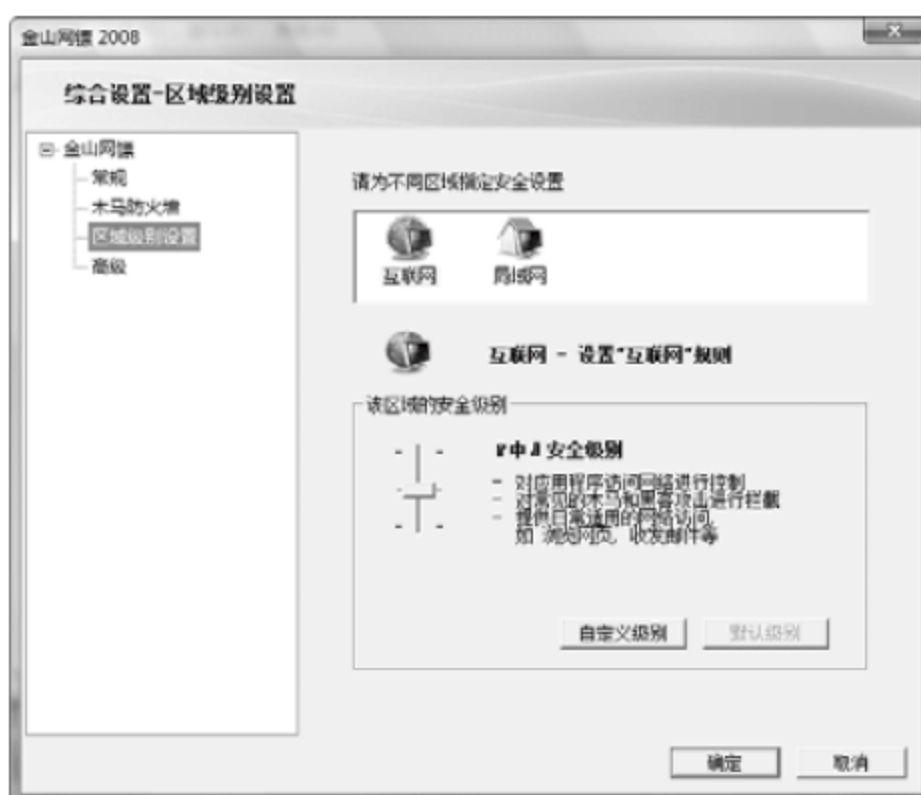 金山网镖 2008
综合设置-区域级别设置
金山网镖
常规
木马防火墙
区域级别设置
高级
请为不同区域指定安全设置
互联网
局域网
互联网 - 设置"互联网"规则
该区域的安全级别
『中』安全级别
- 对应用程序访问网络进行控制
- 对常见的木马和黑客攻击进行拦截
- 提供日常适用的网络访问,
如 浏览网页, 收发邮件等
自定义级别
默认级别
确定
取消